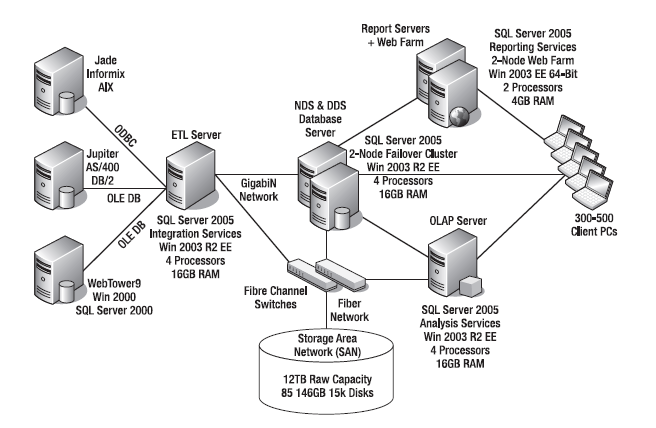 Jade
Informix
AIX
ODBC
Jupiter
AS/400
DB/2
OLE DB
OLE DB
WebTower9
Win 2000
SQL Server 2000
ETL Server
SQL Server 2005
Integration Services
Win 2003 R2 EE
4 Processors
16GB RAM
GigabiN
Network
NDS & DDS
Database
Server
SQL Server 2005
2-Node Failover Cluster
Win 2003 R2 EE
4 Processors
16GB RAM
Report Servers
+ Web Farm
SQL Server 2005
Reporting Services
2-Node Web Farm
Win 2003 EE 64-Bit
2 Processors
4GB RAM
300-500
Client PCs
OLAP Server
SQL Server 2005
Analysis Services
Win 2003 R2 EE
4 Processors
16GB RAM
Fibre Channel
Switches
Fiber
Network
Storage Area
Network (SAN)
12TB Raw Capacity
85 146GB 15k Disks